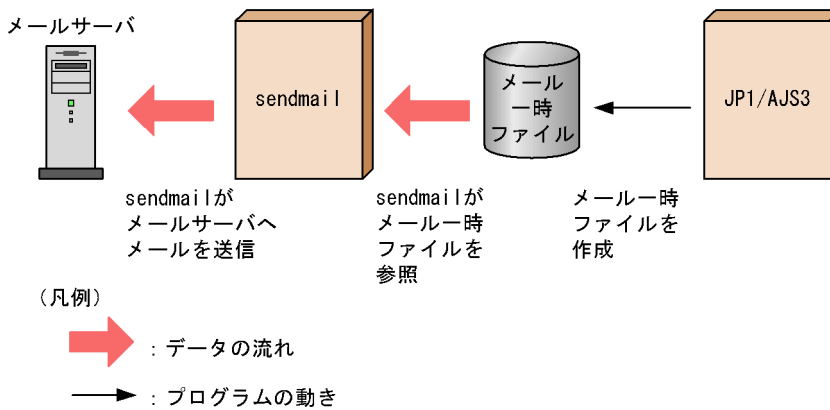 メールサーバ
sendmail
メール
一時
ファイル
JP1/AJS3
sendmailが
メールサーバへ
メールを送信
sendmailが
メール一時
ファイルを
参照
メール一時
ファイルを
作成
(凡例)
：データの流れ
：プログラムの動き